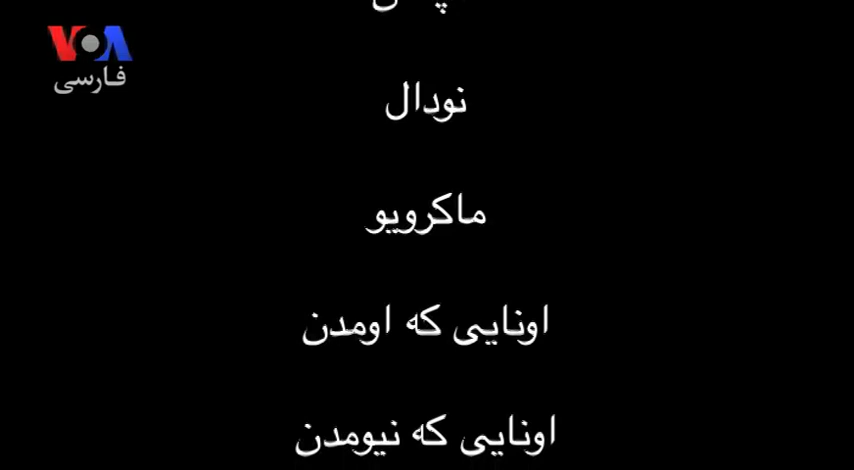 VOA
فارسی
نودال
ماکرویو
اونایی که اومدن
اونایی که نیومدن